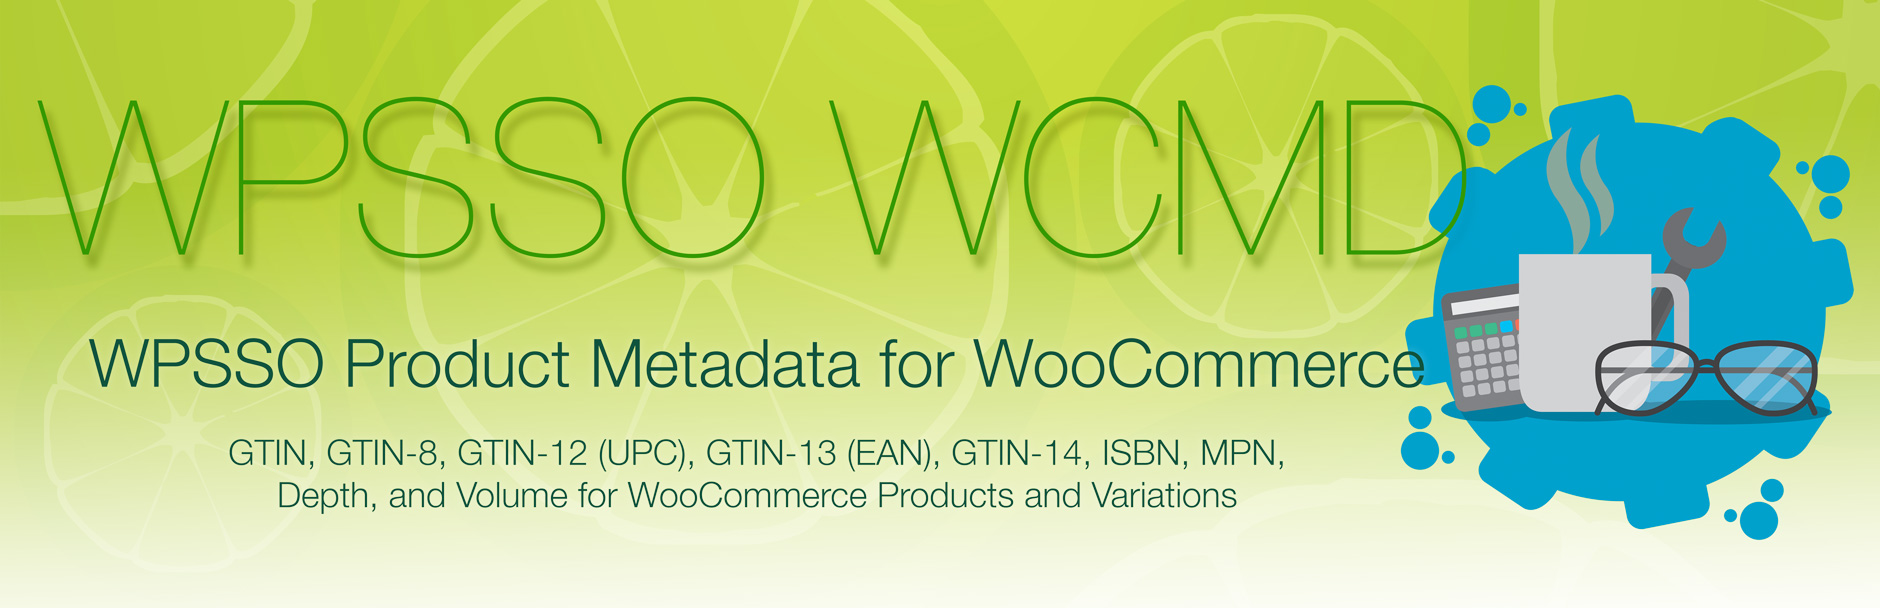 WPSSO WCMD
WPSSO Product Metadata for WooCommerce
GTIN, GTIN-8, GTIN-12 (UPC), GTIN-13 (EAN), GTIN-14, ISBN, MPN,
Depth, and Volume for WooCommerce Products and Variations